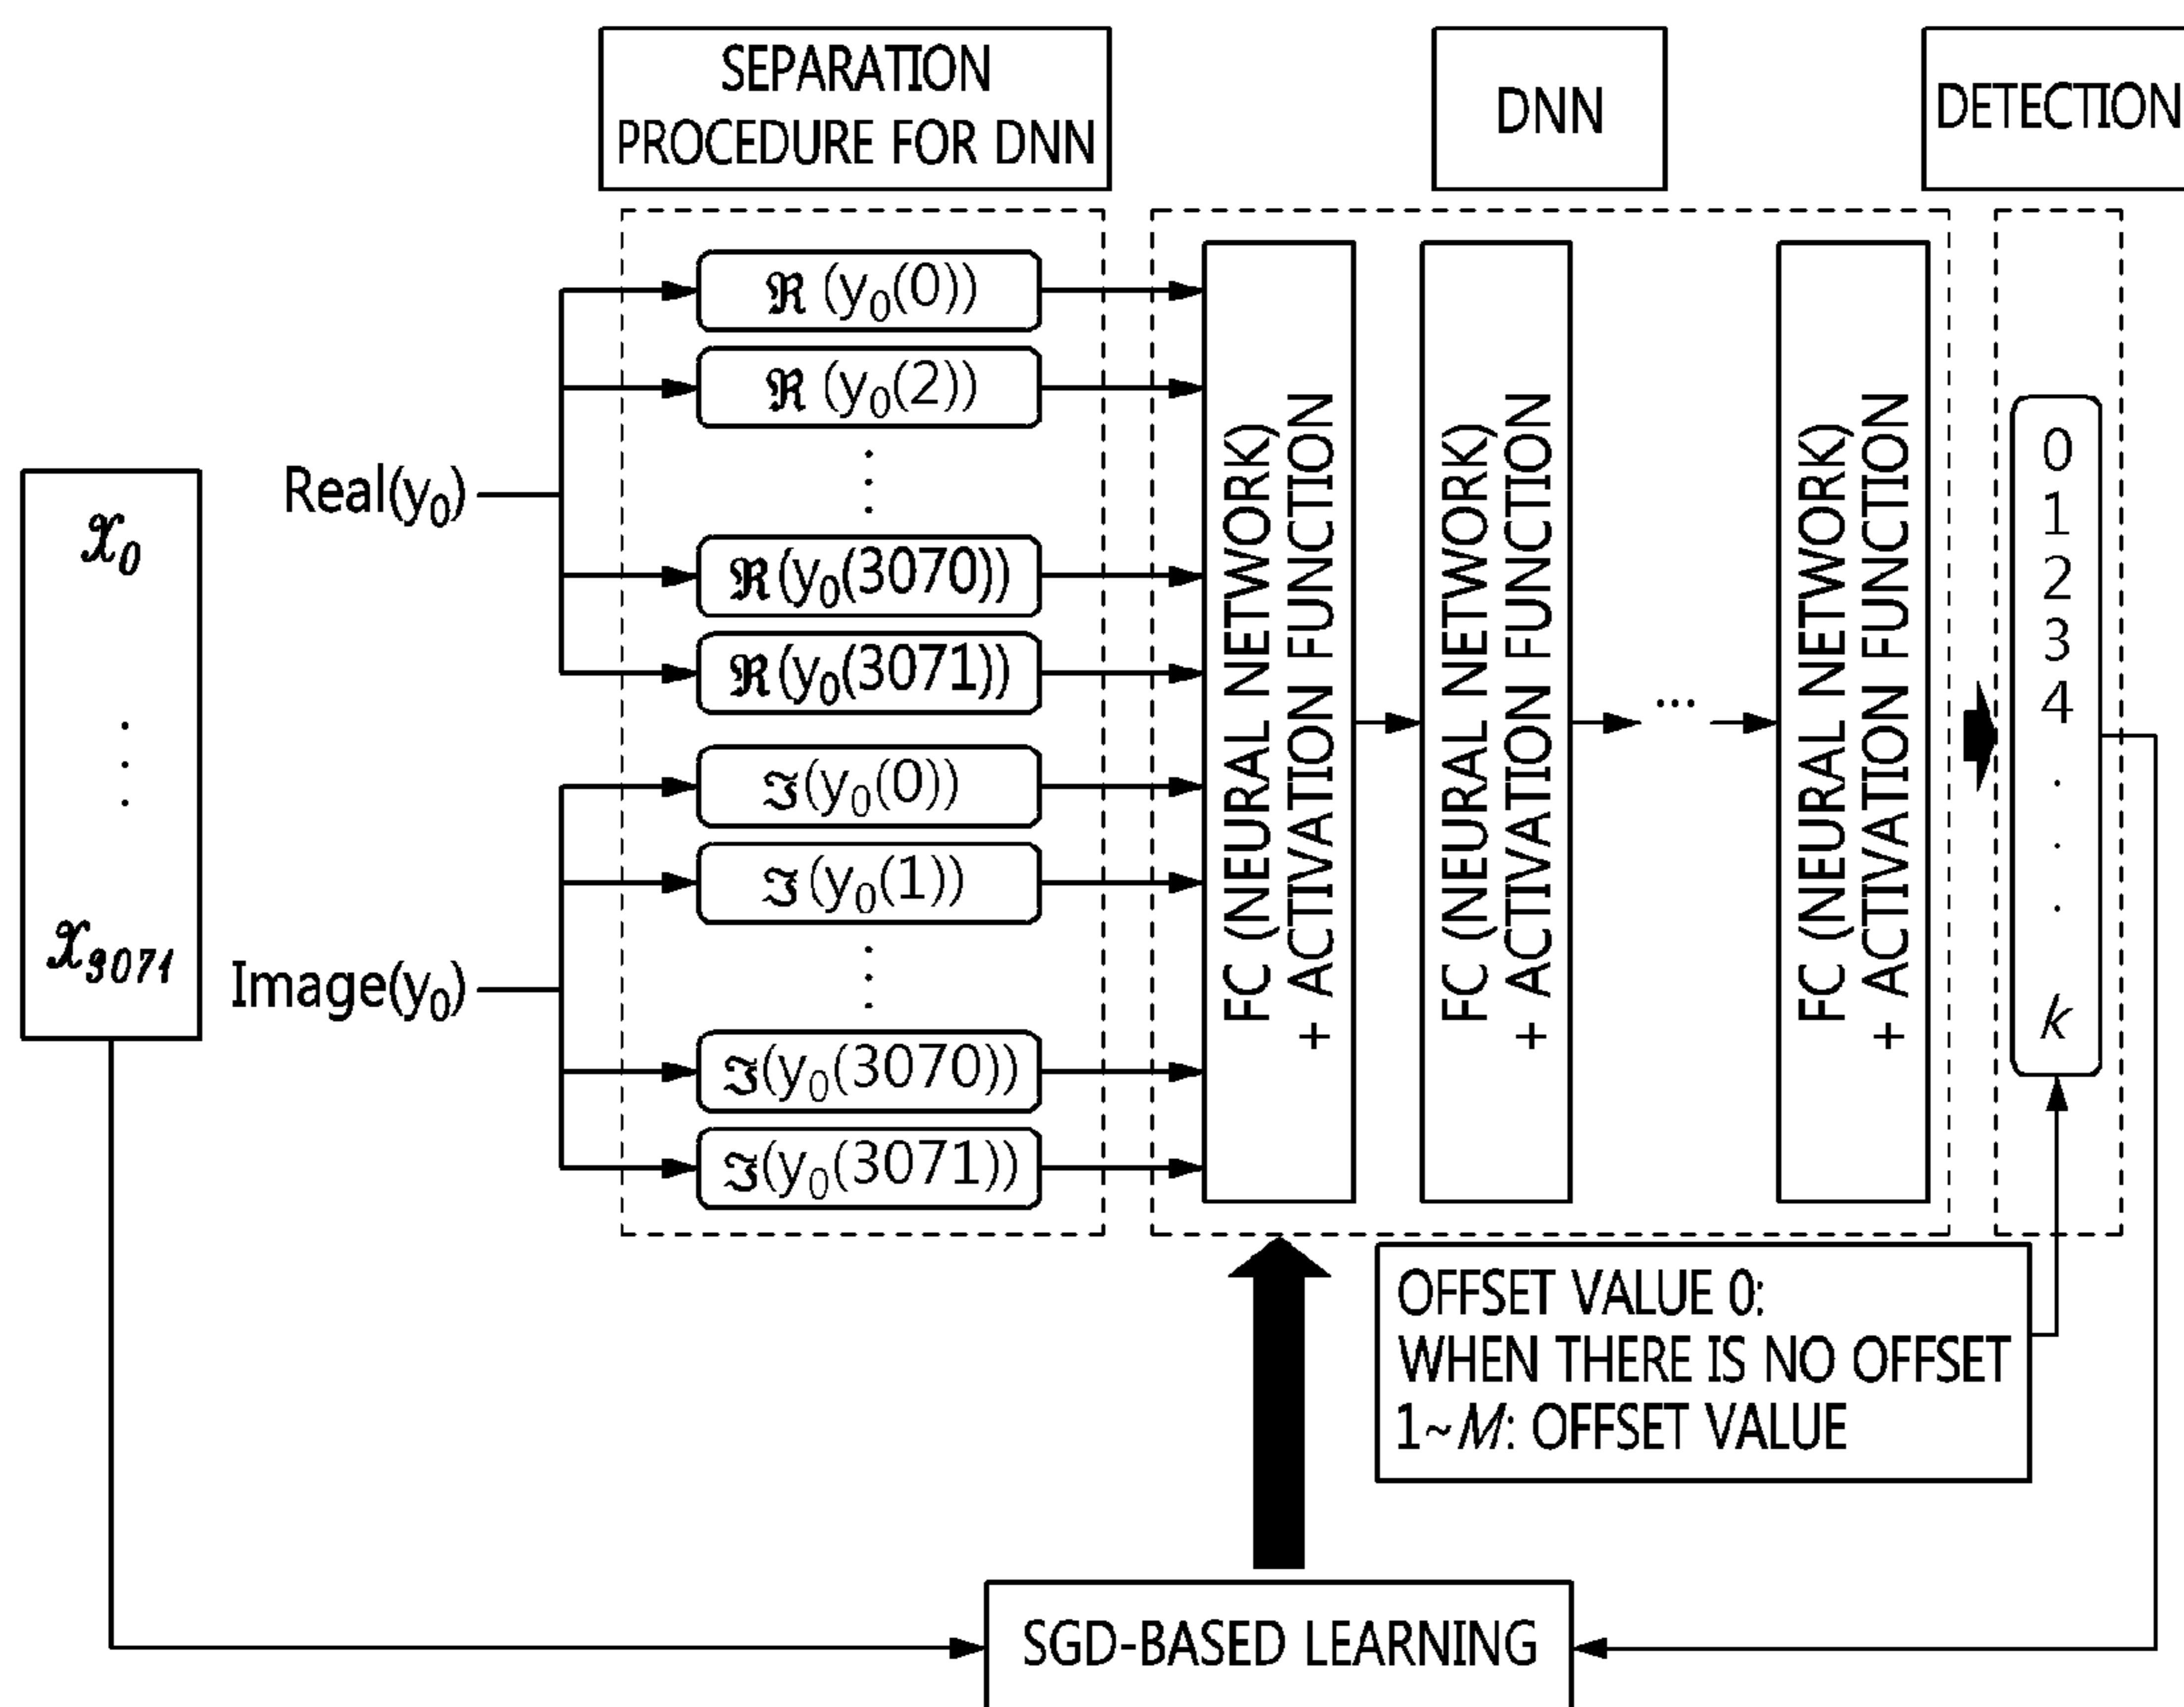 SEPARATION
PROCEDURE FOR DNN
DNN
DETECTION
𝒳0
⋮
𝒳3071
Real(y0)
Image(y0)
ℜ (y0(0))
ℜ (y0(2))
⋮
ℜ(y0(3070))
ℜ(y0(3071))
ℑ(y0(0))
ℑ(y0(1))
⋮
ℑ(y0(3070))
ℑ(y0(3071))
FC (NEURAL NETWORK)
+ ACTIVATION FUNCTION
FC (NEURAL NETWORK)
+ ACTIVATION FUNCTION
...
FC (NEURAL NETWORK)
+ ACTIVATION FUNCTION
0
1
2
3
4
.
.
.
k
OFFSET VALUE 0:
WHEN THERE IS NO OFFSET
1~M: OFFSET VALUE
SGD-BASED LEARNING